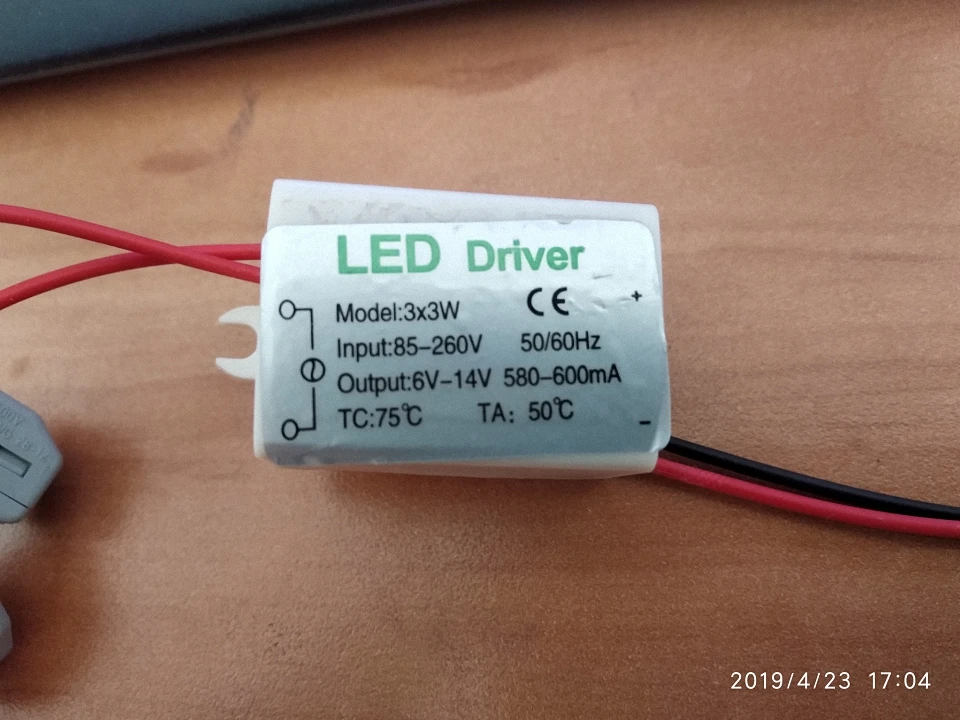 LED Driver
Model:3x3W CE +
Input:85-260V 50/60Hz
Output:6V-14V 580-600mA
TC:75℃ TA: 50℃ -
2019/4/23 17:04